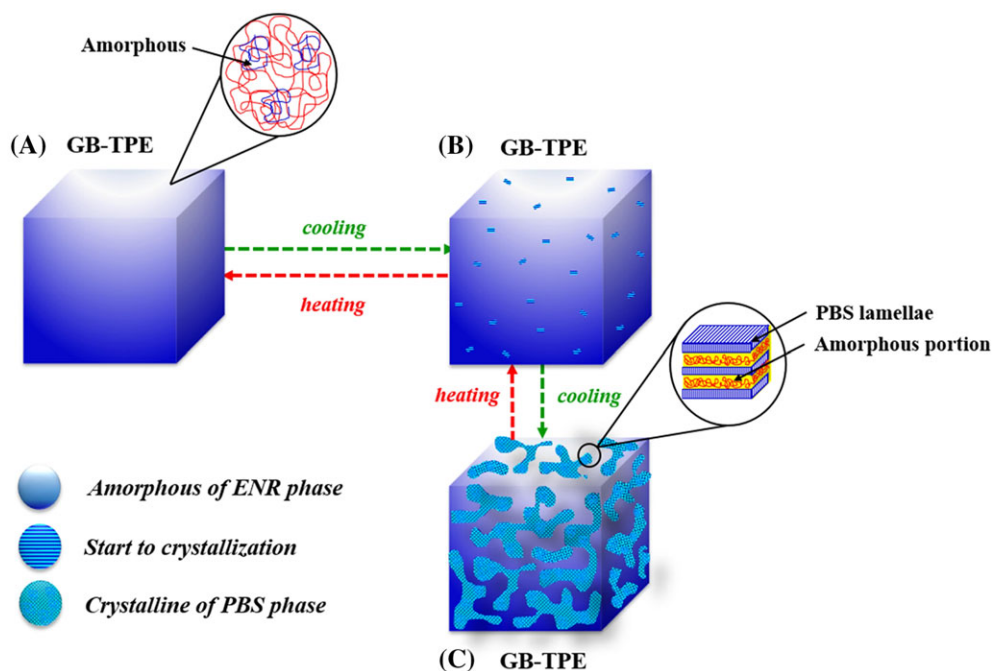 Amorphous
(A) GB-TPE
(B) GB-TPE
cooling
heating
PBS lamellae
Amorphous portion
heating
cooling
Amorphous of ENR phase
Start to crystallization
Crystalline of PBS phase
(C) GB-TPE